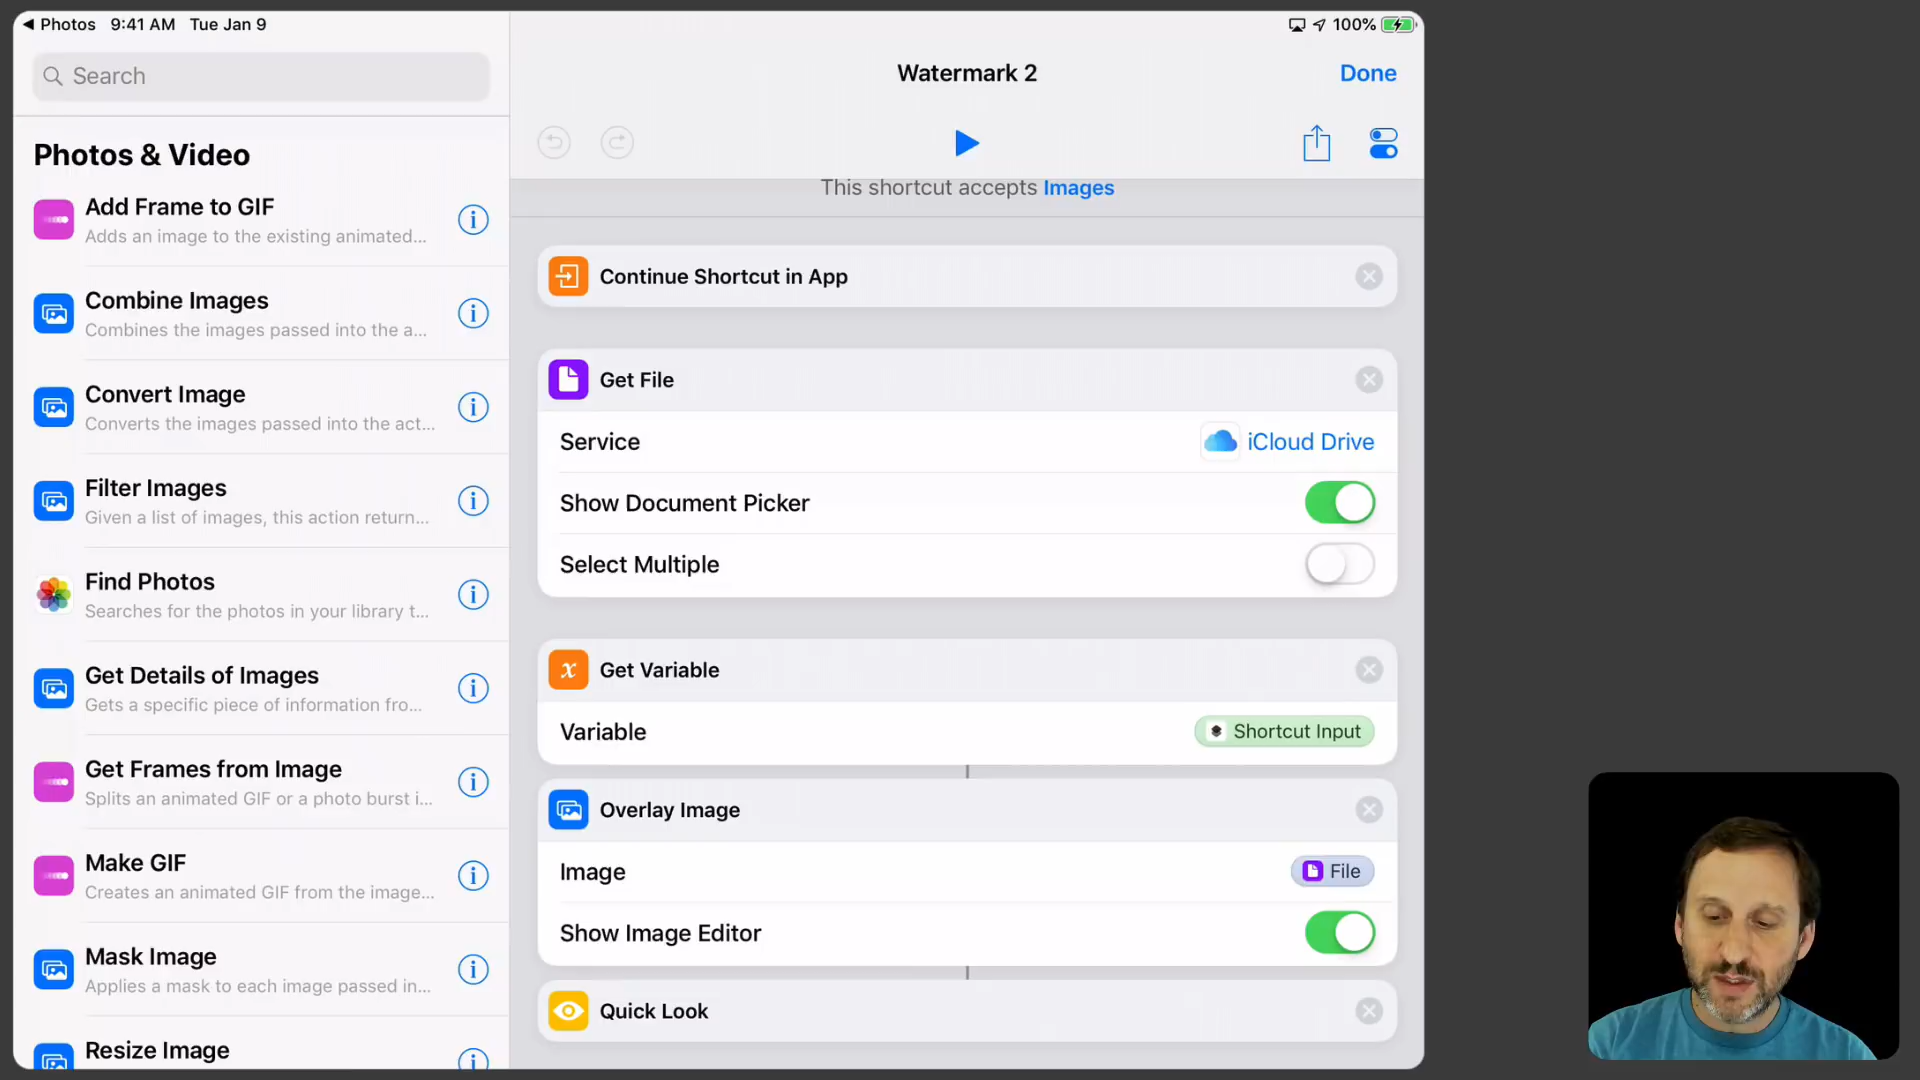 Photos 9:41 AM Tue Jan 9
100%
Search
Photos & Video
Add Frame to GIF
Adds an image to the existing animated...
Combine Images
Combines the images passed into the a...
Convert Image
Converts the images passed into the act...
Filter Images
Given a list of images, this action return...
Find Photos
Searches for the photos in your library t...
Get Details of Images
Gets a specific piece of information fro...
Get Frames from Image
Splits an animated GIF or a photo burst i...
Make GIF
Creates an animated GIF from the image...
Mask Image
Applies a mask to each image passed in...
Resize Image
Watermark 2
Done
This shortcut accepts Images
Continue Shortcut in App
Get File
Service
iCloud Drive
Show Document Picker
Select Multiple
x Get Variable
Variable
Shortcut Input
Overlay Image
Image
File
Show Image Editor
Quick Look